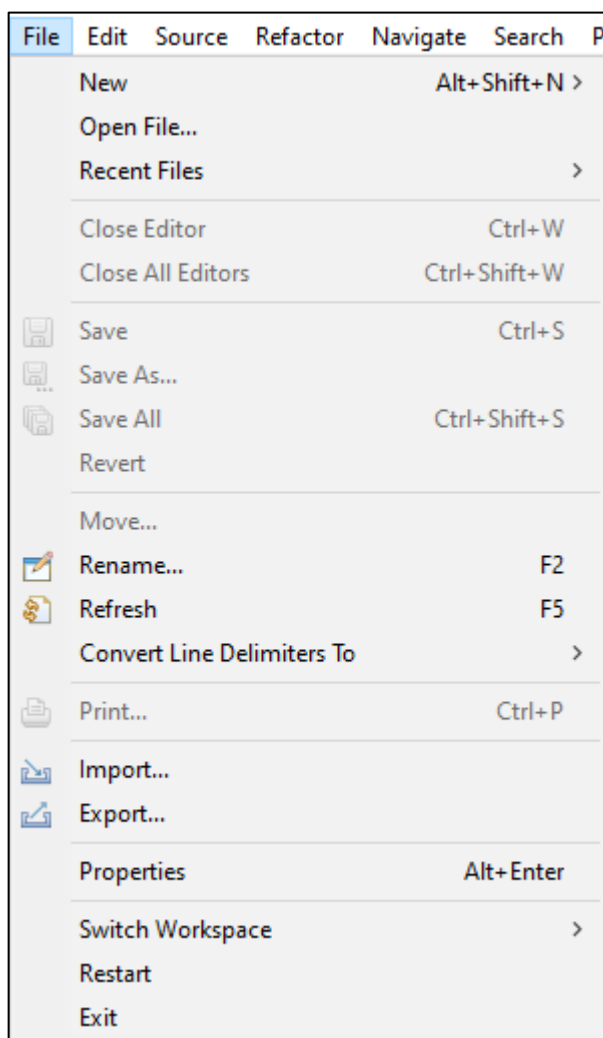 File Edit Source Refactor Navigate Search P
New Alt+Shift+N >
Open File...
Recent Files >
Close Editor Ctrl+W
Close All Editors Ctrl+Shift+W
Save Ctrl+S
Save As...
Save All Ctrl+Shift+S
Revert
Move...
Rename... F2
Refresh F5
Convert Line Delimiters To >
Print... Ctrl+P
Import...
Export...
Properties Alt+Enter
Switch Workspace >
Restart
Exit